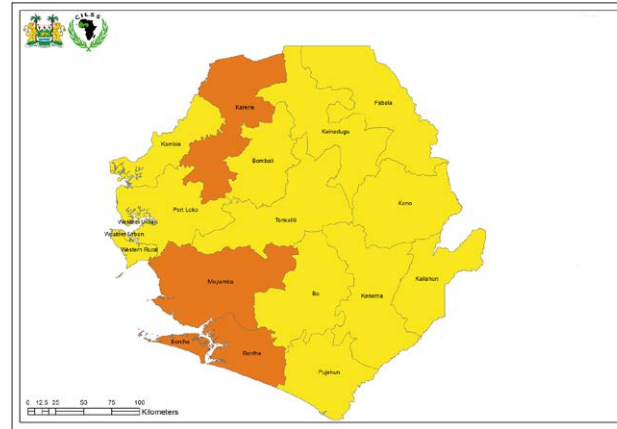 CILSS
Karene
Falaba
Koinadugu
Kambia
Bombali
Kono
Port Loko
Tonkolili
Western Urban
Western Urban
Western Rural
Kailahun
Moyamba
Bo
Kenema
Bonthe
Bonthe
Pujehun
0 12.5 25 50 75 100
Kilometers